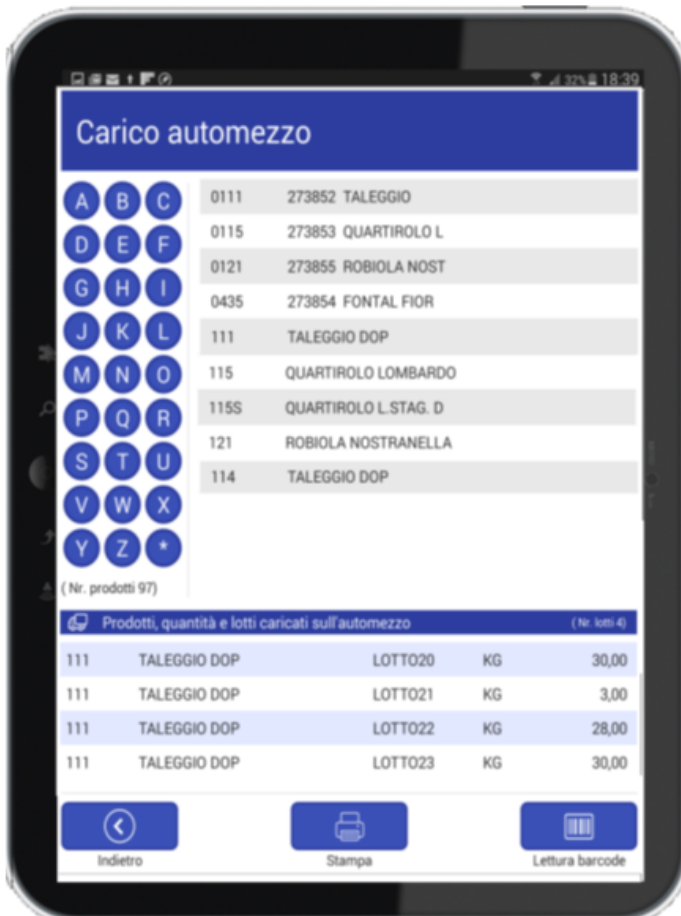 32% 18:39
Carico automezzo
A B C
D E F
G H I
J K L
M N O
P Q R
S T U
V W X
Y Z *
(Nr. prodotti 97)
0111 273852 TALEGGIO
0115 273853 QUARTIROLO L
0121 273855 ROBIOLA NOST
0435 273854 FONTAL FIOR
111 TALEGGIO DOP
115 QUARTIROLO LOMBARDO
115S QUARTIROLO L.STAG. D
121 ROBIOLA NOSTRANELLA
114 TALEGGIO DOP
Prodotti, quantità e lotti caricati sull'automezzo (Nr. lotti 4)
111 TALEGGIO DOP LOTTO20 KG 30,00
111 TALEGGIO DOP LOTTO21 KG 3,00
111 TALEGGIO DOP LOTTO22 KG 28,00
111 TALEGGIO DOP LOTTO23 KG 30,00
Indietro Stampa Lettura barcode